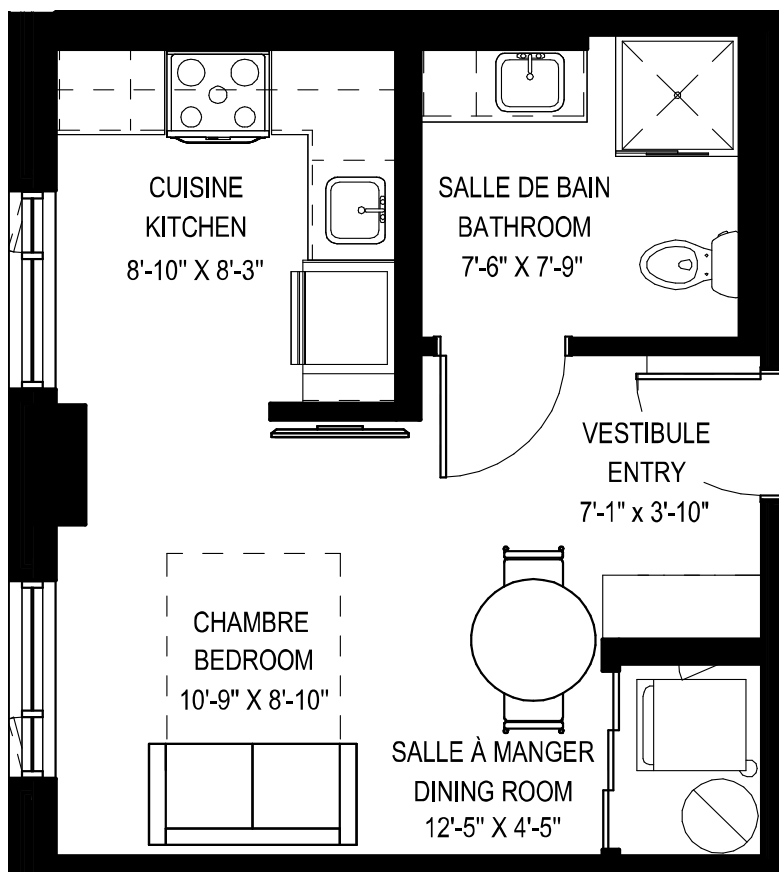 CUISINE
KITCHEN
8'-10" X 8'-3"
SALLE DE BAIN
BATHROOM
7'-6" X 7'-9"
VESTIBULE
ENTRY
7'-1" x 3'-10"
CHAMBRE
BEDROOM
10'-9" X 8'-10"
SALLE À MANGER
DINING ROOM
12'-5" X 4'-5"